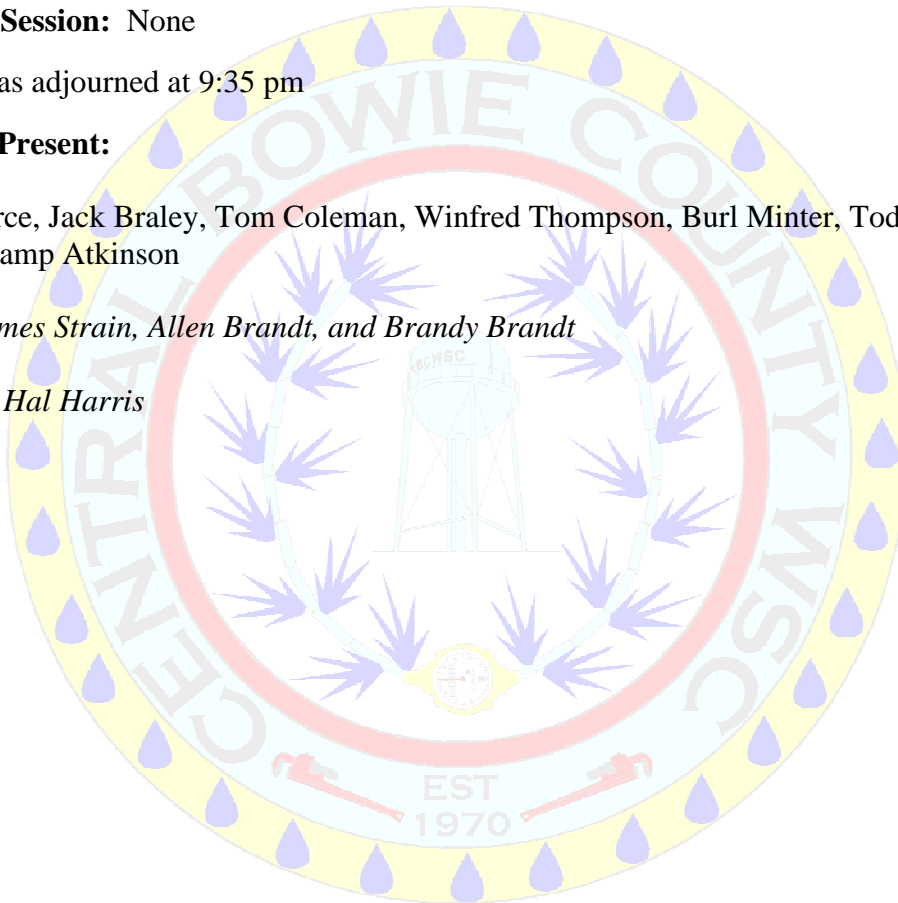 Session: None
as adjourned at 9:35 pm
Present:
rce, Jack Braley, Tom Coleman, Winfred Thompson, Burl Minter, Tod
amp Atkinson
mes Strain, Allen Brandt, and Brandy Brandt
Hal Harris
CENTRAL BOWIE COUNTY WSC
EST
1970